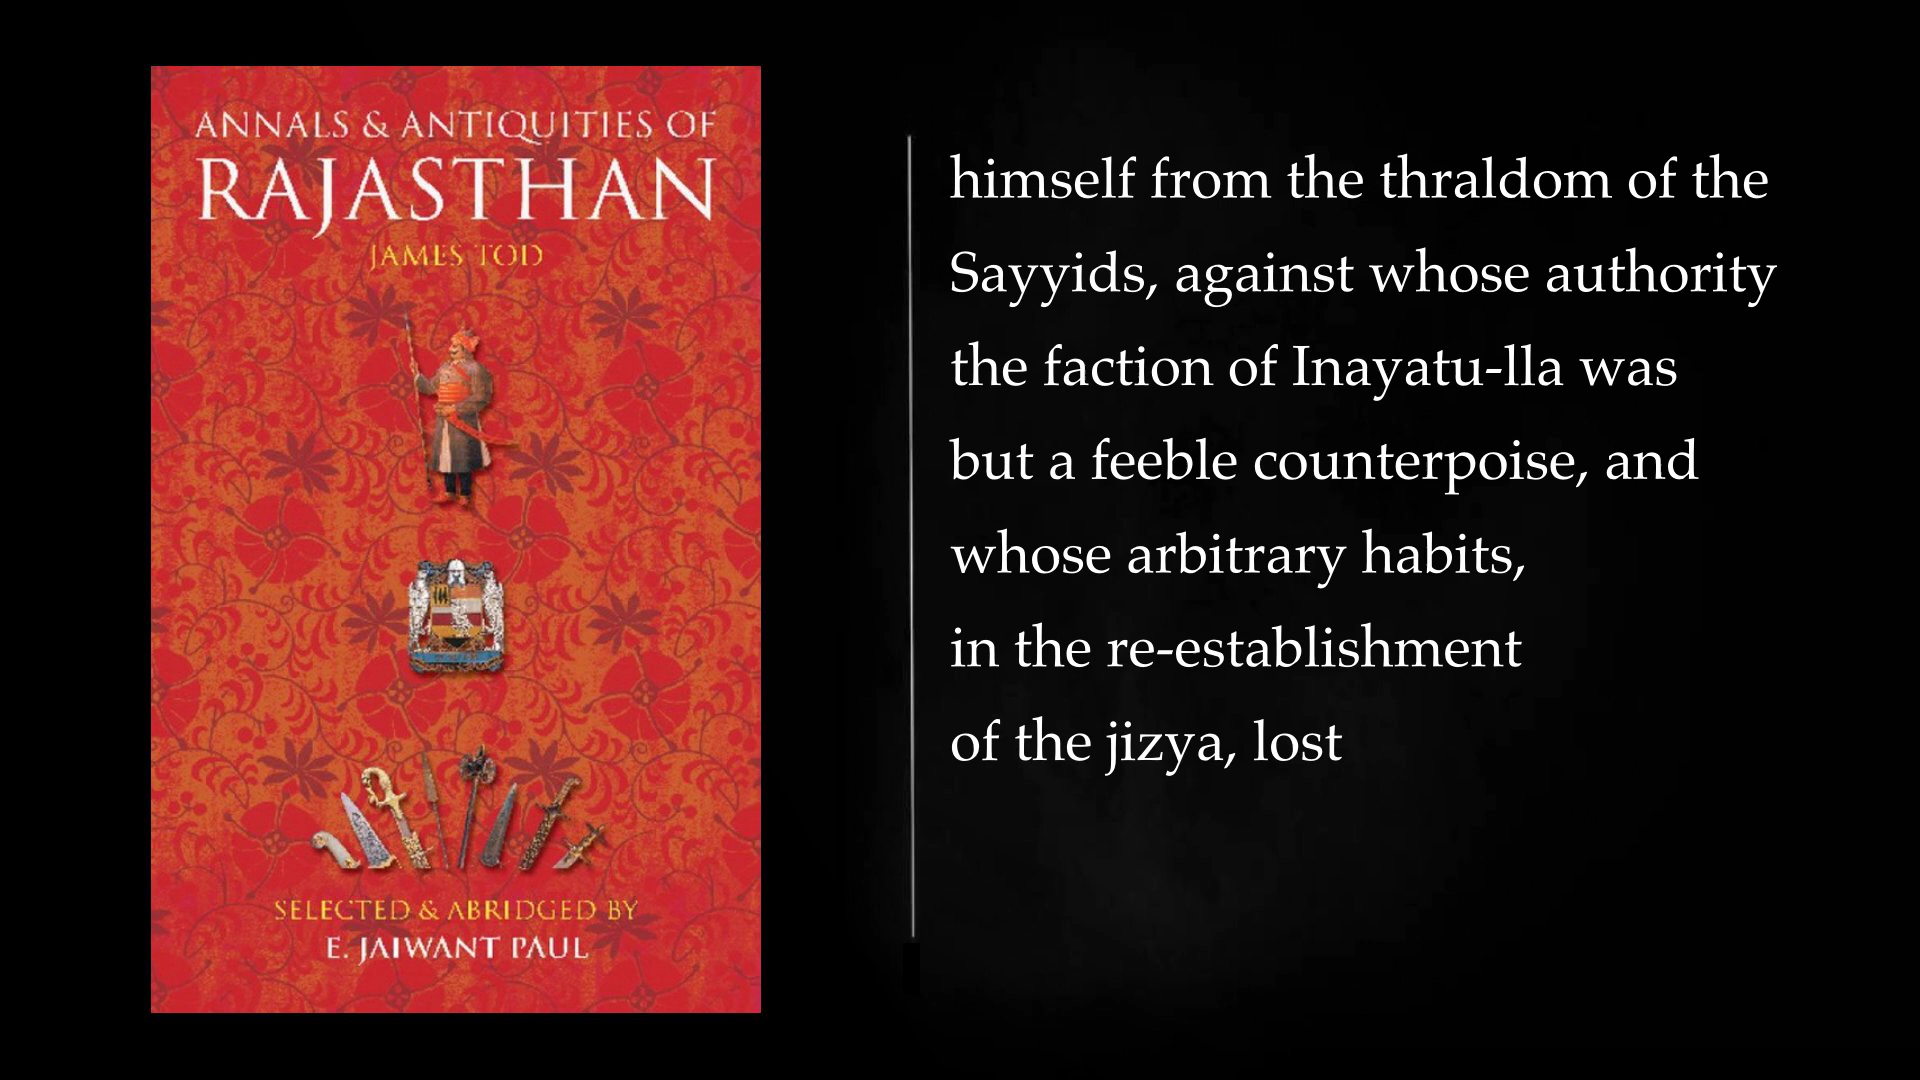 ANNALS & ANTIQUITIES OF
RAJASTHAN
JAMES TOD
SELECTED & ABRIDGED BY
E. JAIWANT PAUL
himself from the thraldom of the
Sayyids, against whose authority
the faction of Inayatu-lla was
but a feeble counterpoise, and
whose arbitrary habits,
in the re-establishment
of the jizya, lost